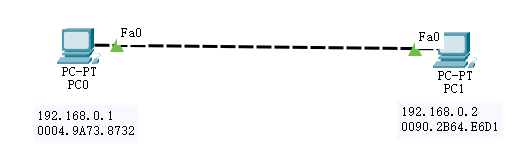 Fa0
Fa0
PC-PT
PC0
PC-PT
PC1
192.168.0.1
0004.9A73.8732
192.168.0.2
0090.2B64.E6D1